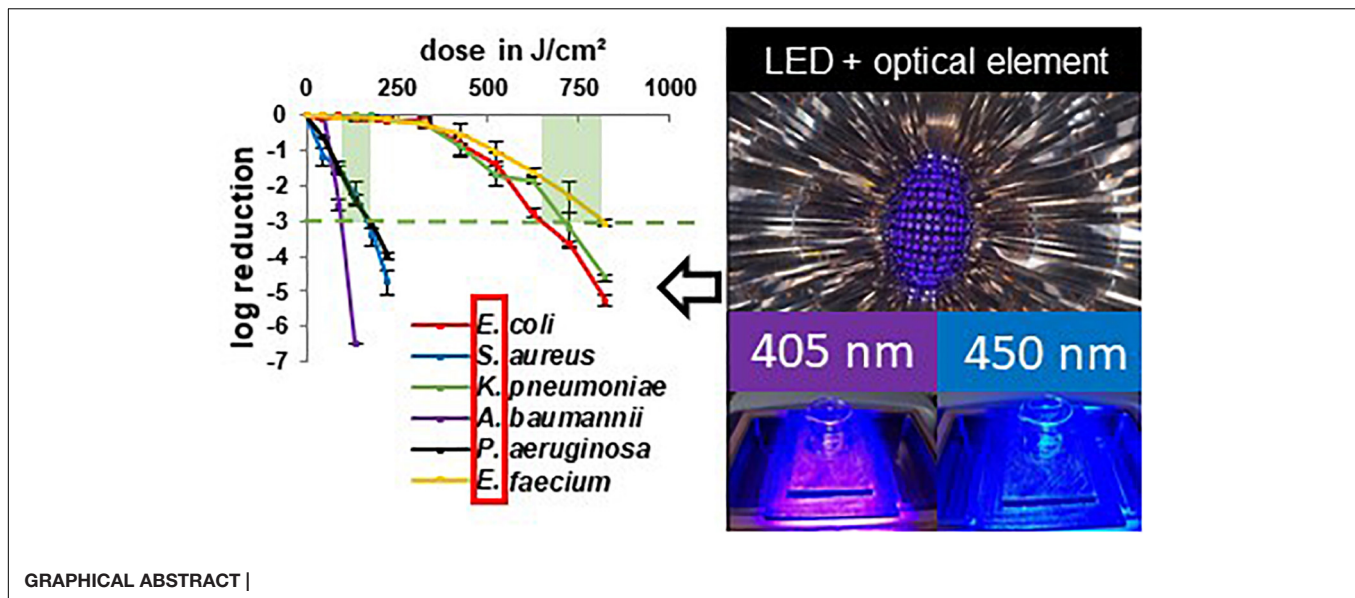 dose in J/cm²
0 250 500 750 1000
0
-1
-2
-3
-4
-5
-6
-7
log reduction
E. coli
S. aureus
K. pneumoniae
A. baumannii
P. aeruginosa
E. faecium
LED + optical element
405 nm
450 nm
GRAPHICAL ABSTRACT |